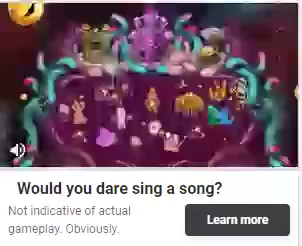 Would you dare sing a song?
Not indicative of actual
gameplay. Obviously.
Learn more